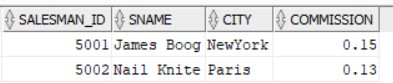 SALESMAN_ID SNAME CITY COMMISSION
5001 James Boog NewYork 0.15
5002 Nail Knite Paris 0.13